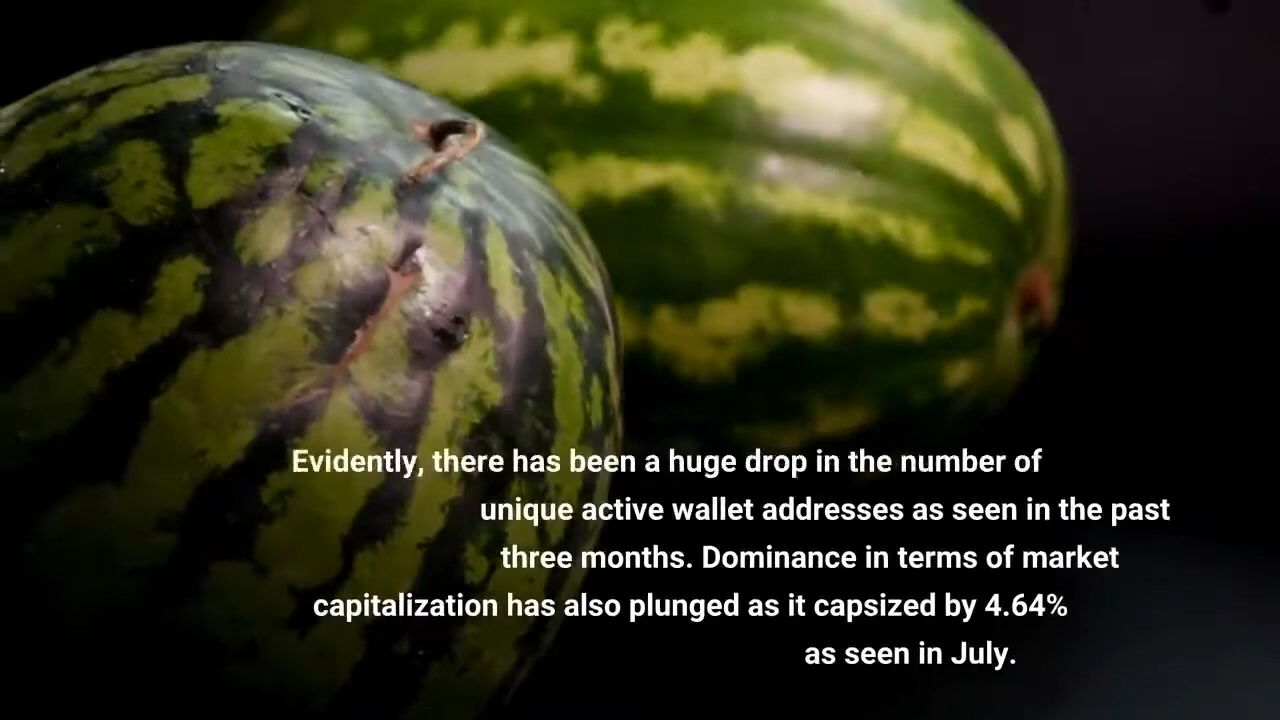 Evidently, there has been a huge drop in the number of
unique active wallet addresses as seen in the past
three months. Dominance in terms of market
capitalization has also plunged as it capsized by 4.64%
as seen in July.